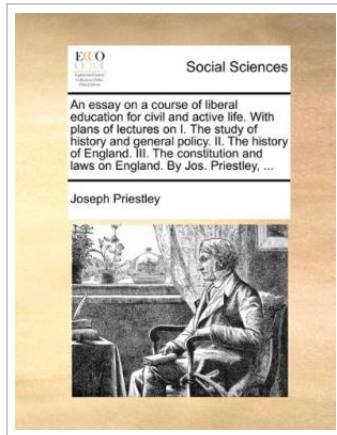 ECCO
Social Sciences
An essay on a course of liberal
education for civil and active life. With
plans of lectures on I. The study of
history and general policy. II. The history
of England. III. The constitution and
laws on England. By Jos. Priestley, ...
Joseph Priestley